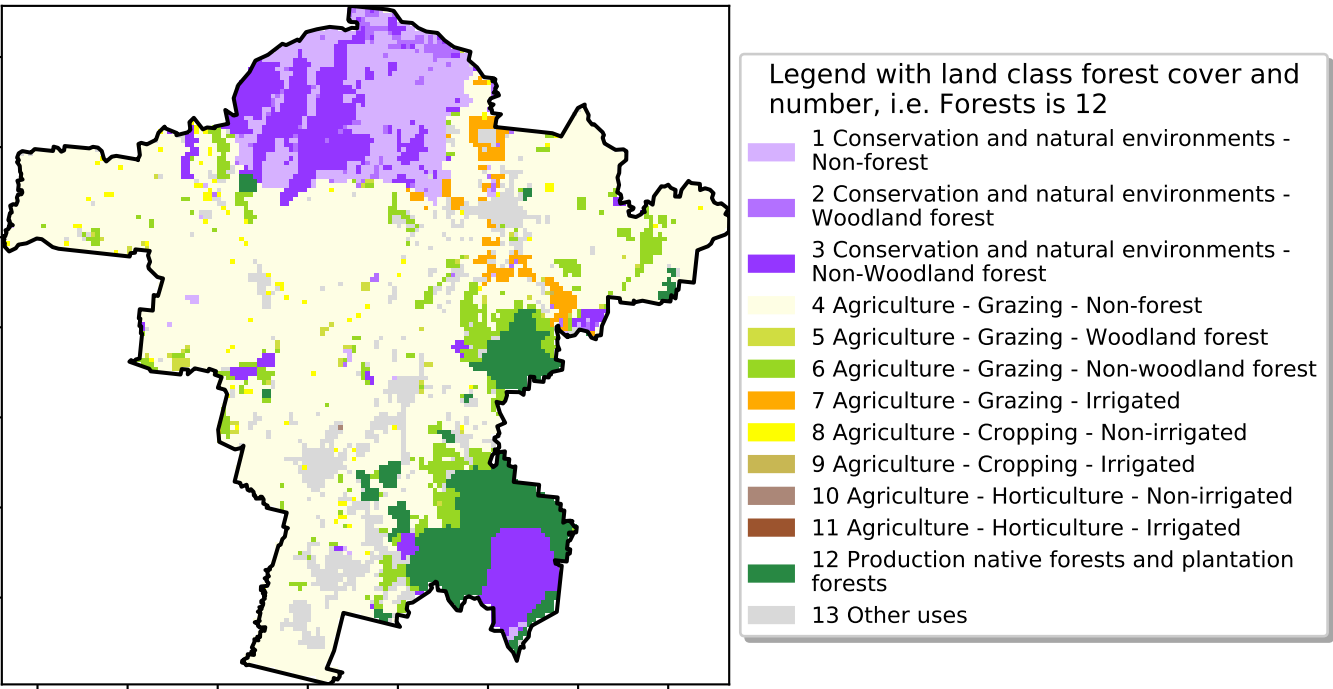 Legend with land class forest cover and
number, i.e. Forests is 12
1 Conservation and natural environments -
Non-forest
2 Conservation and natural environments -
Woodland forest
3 Conservation and natural environments -
Non-Woodland forest
4 Agriculture - Grazing - Non-forest
5 Agriculture - Grazing - Woodland forest
6 Agriculture - Grazing - Non-woodland forest
7 Agriculture - Grazing - Irrigated
8 Agriculture - Cropping - Non-irrigated
9 Agriculture - Cropping - Irrigated
10 Agriculture - Horticulture - Non-irrigated
11 Agriculture - Horticulture - Irrigated
12 Production native forests and plantation
forests
13 Other uses